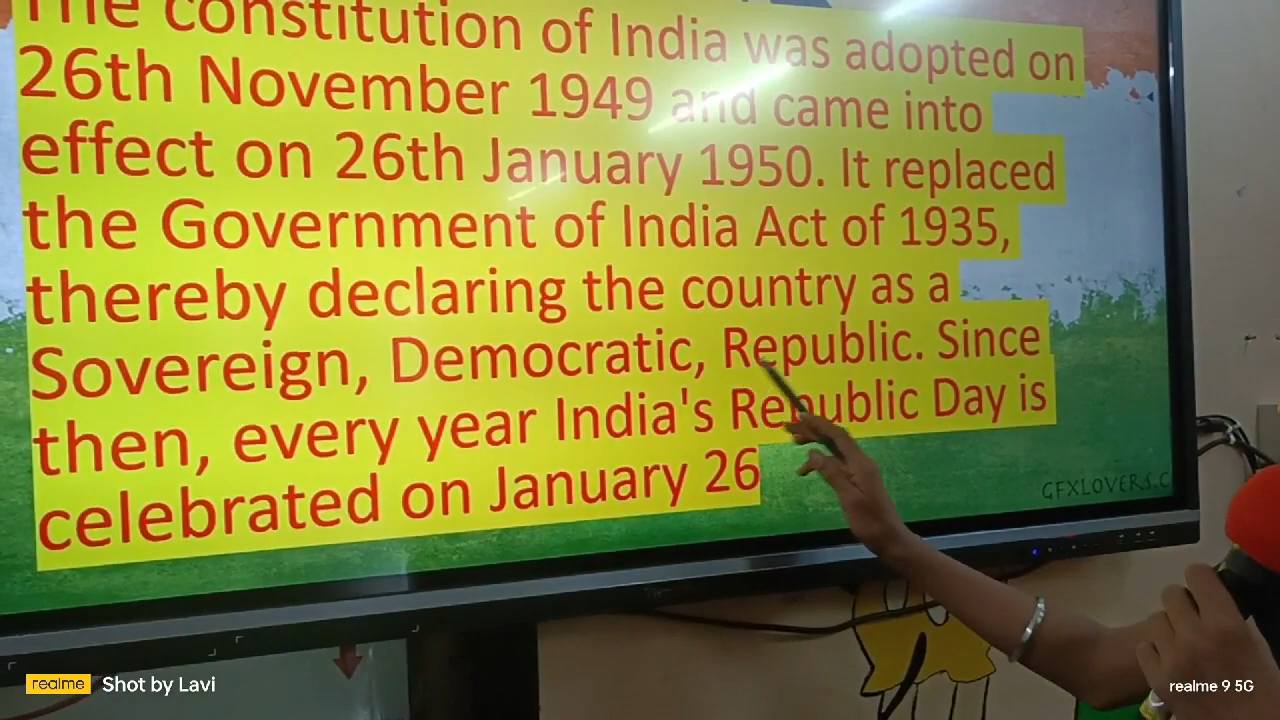 The constitution of India was adopted on
26th November 1949 and came into
effect on 26th January 1950. It replaced
the Government of India Act of 1935,
thereby declaring the country as a
Sovereign, Democratic, Republic. Since
then, every year India's Republic Day is
celebrated on January 26
GFXLOVERS.C
realme Shot by Lavi
realme 9 5G